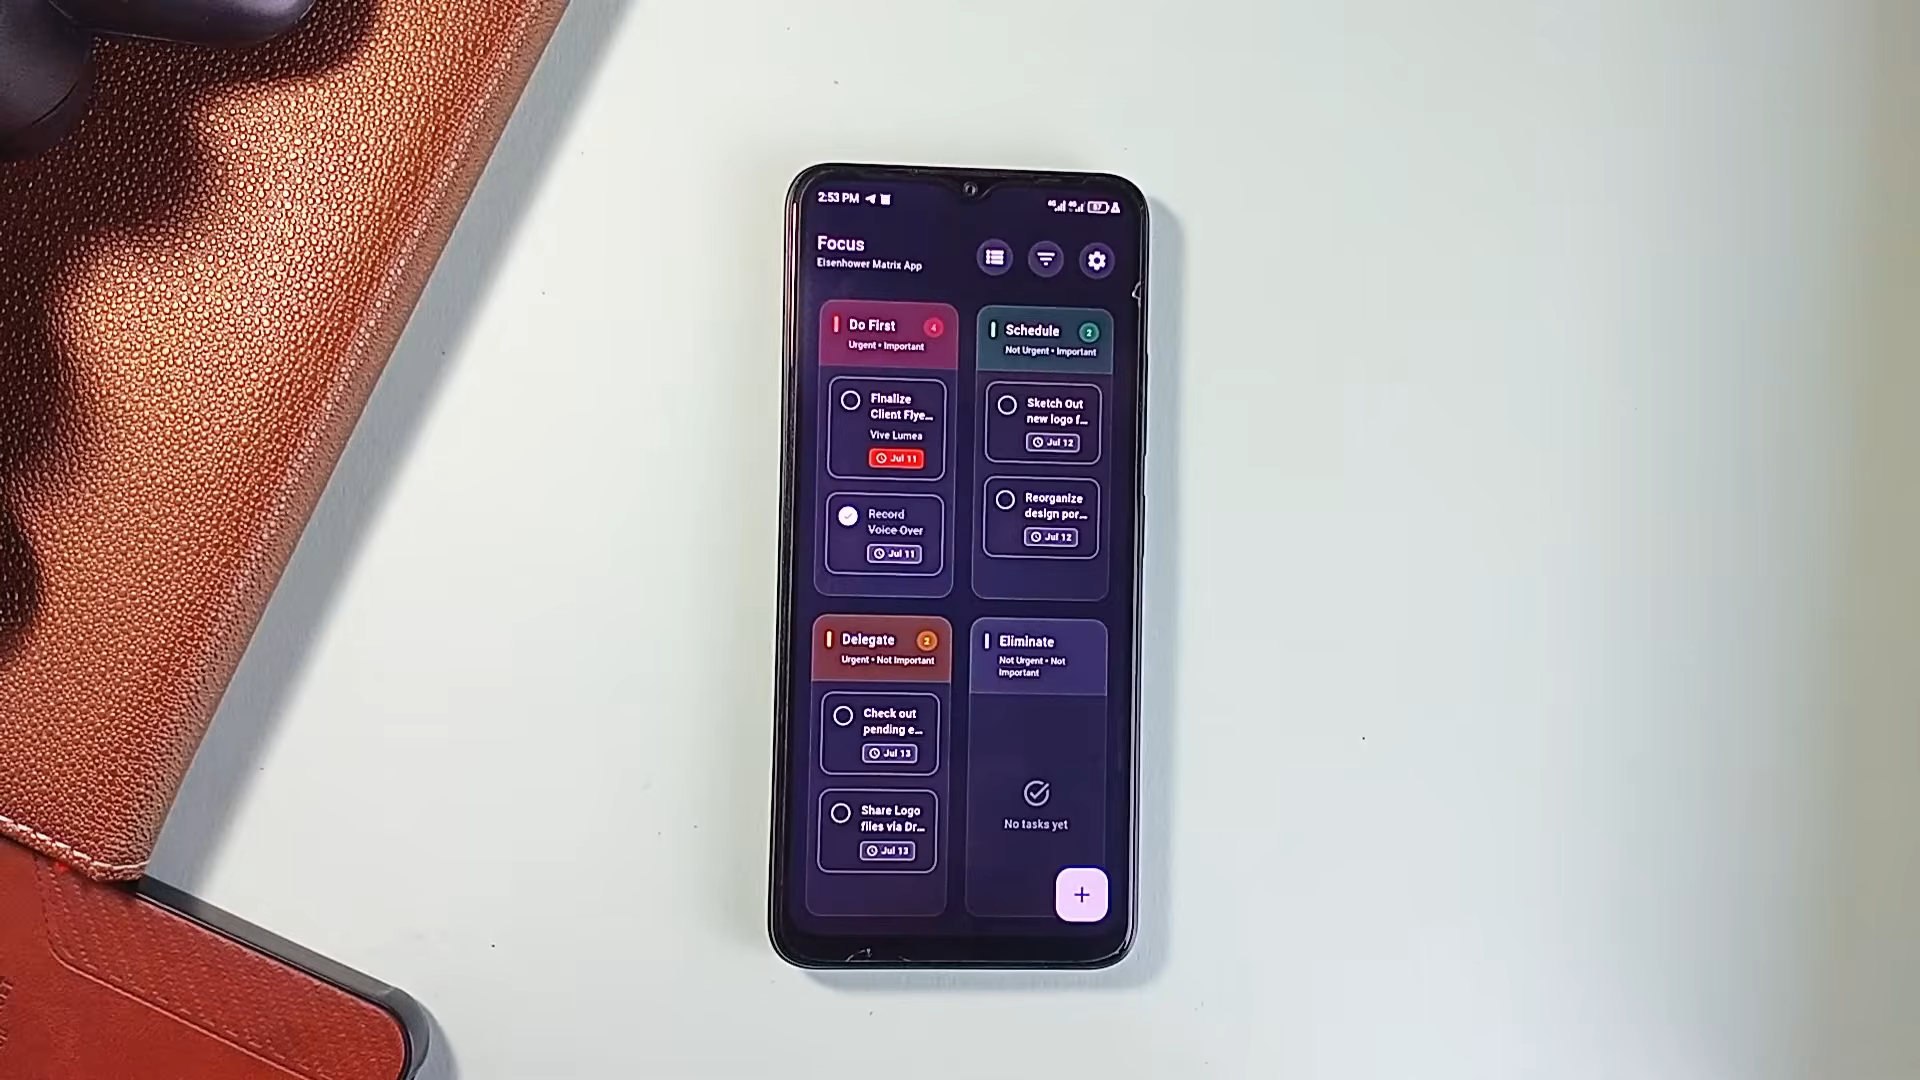 2:53 PM
87
Focus
Eisenhower Matrix App
Do First 4
Urgent • Important
Finalize
Client Flye...
Vive Lumea
Jul 11
Record
Voice Over
Jul 11
Schedule 2
Not Urgent • Important
Sketch Out
new logo f...
Jul 12
Reorganize
design por...
Jul 12
Delegate 2
Urgent • Not Important
Check out
pending e...
Jul 13
Share Logo
files via Dr...
Jul 13
Eliminate
Not Urgent • Not
Important
No tasks yet
+